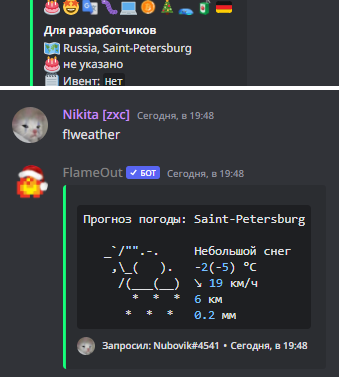 Для разработчиков
Russia, Saint-Petersburg
не указано
Ивент: нет
Nikita [zxc] Сегодня, в 19:48
f!weather
FlameOut ✓ БОТ Сегодня, в 19:48
Прогноз погоды: Saint-Petersburg
_`/"".-. Небольшой снег
,\_( ). -2(-5) °C
/(___(__) ↘ 19 км/ч
* * * 6 км
* * * 0.2 мм
Запросил: Nubovik#4541 • Сегодня, в 19:48